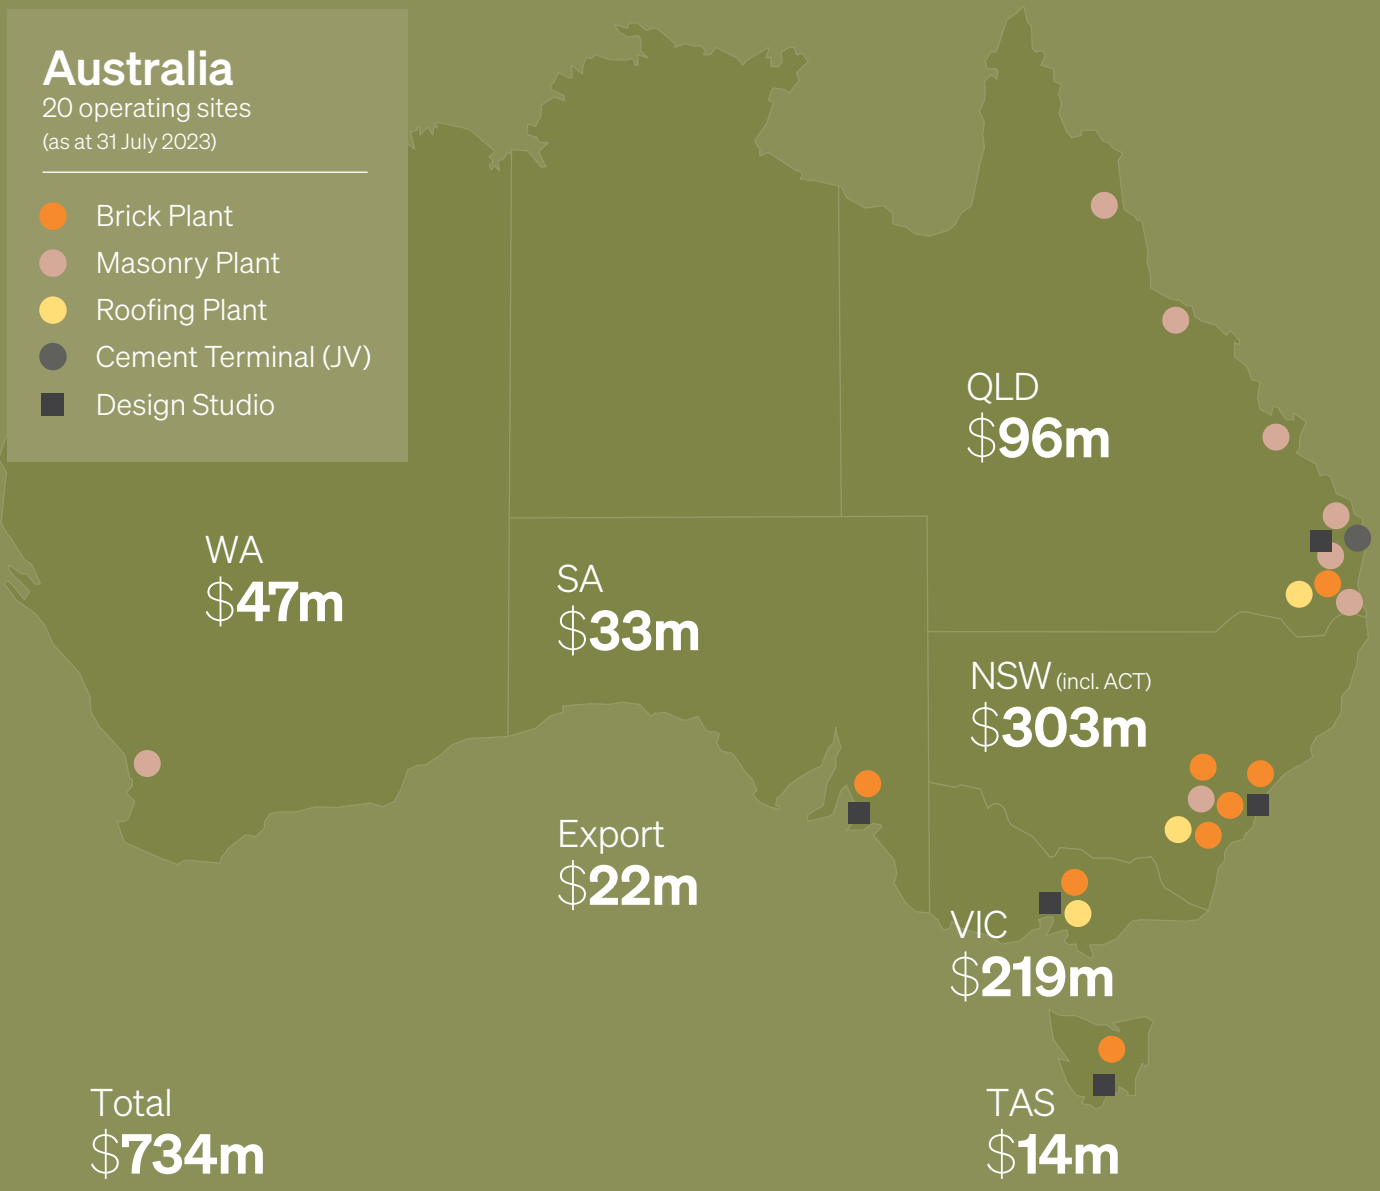 Australia
20 operating sites
(as at 31 July 2023)
Brick Plant
Masonry Plant
Roofing Plant
Cement Terminal (JV)
Design Studio
QLD
$96m
WA
$47m
SA
$33m
NSW (incl. ACT)
$303m
Export
$22m
VIC
$219m
Total
$734m
TAS
$14m